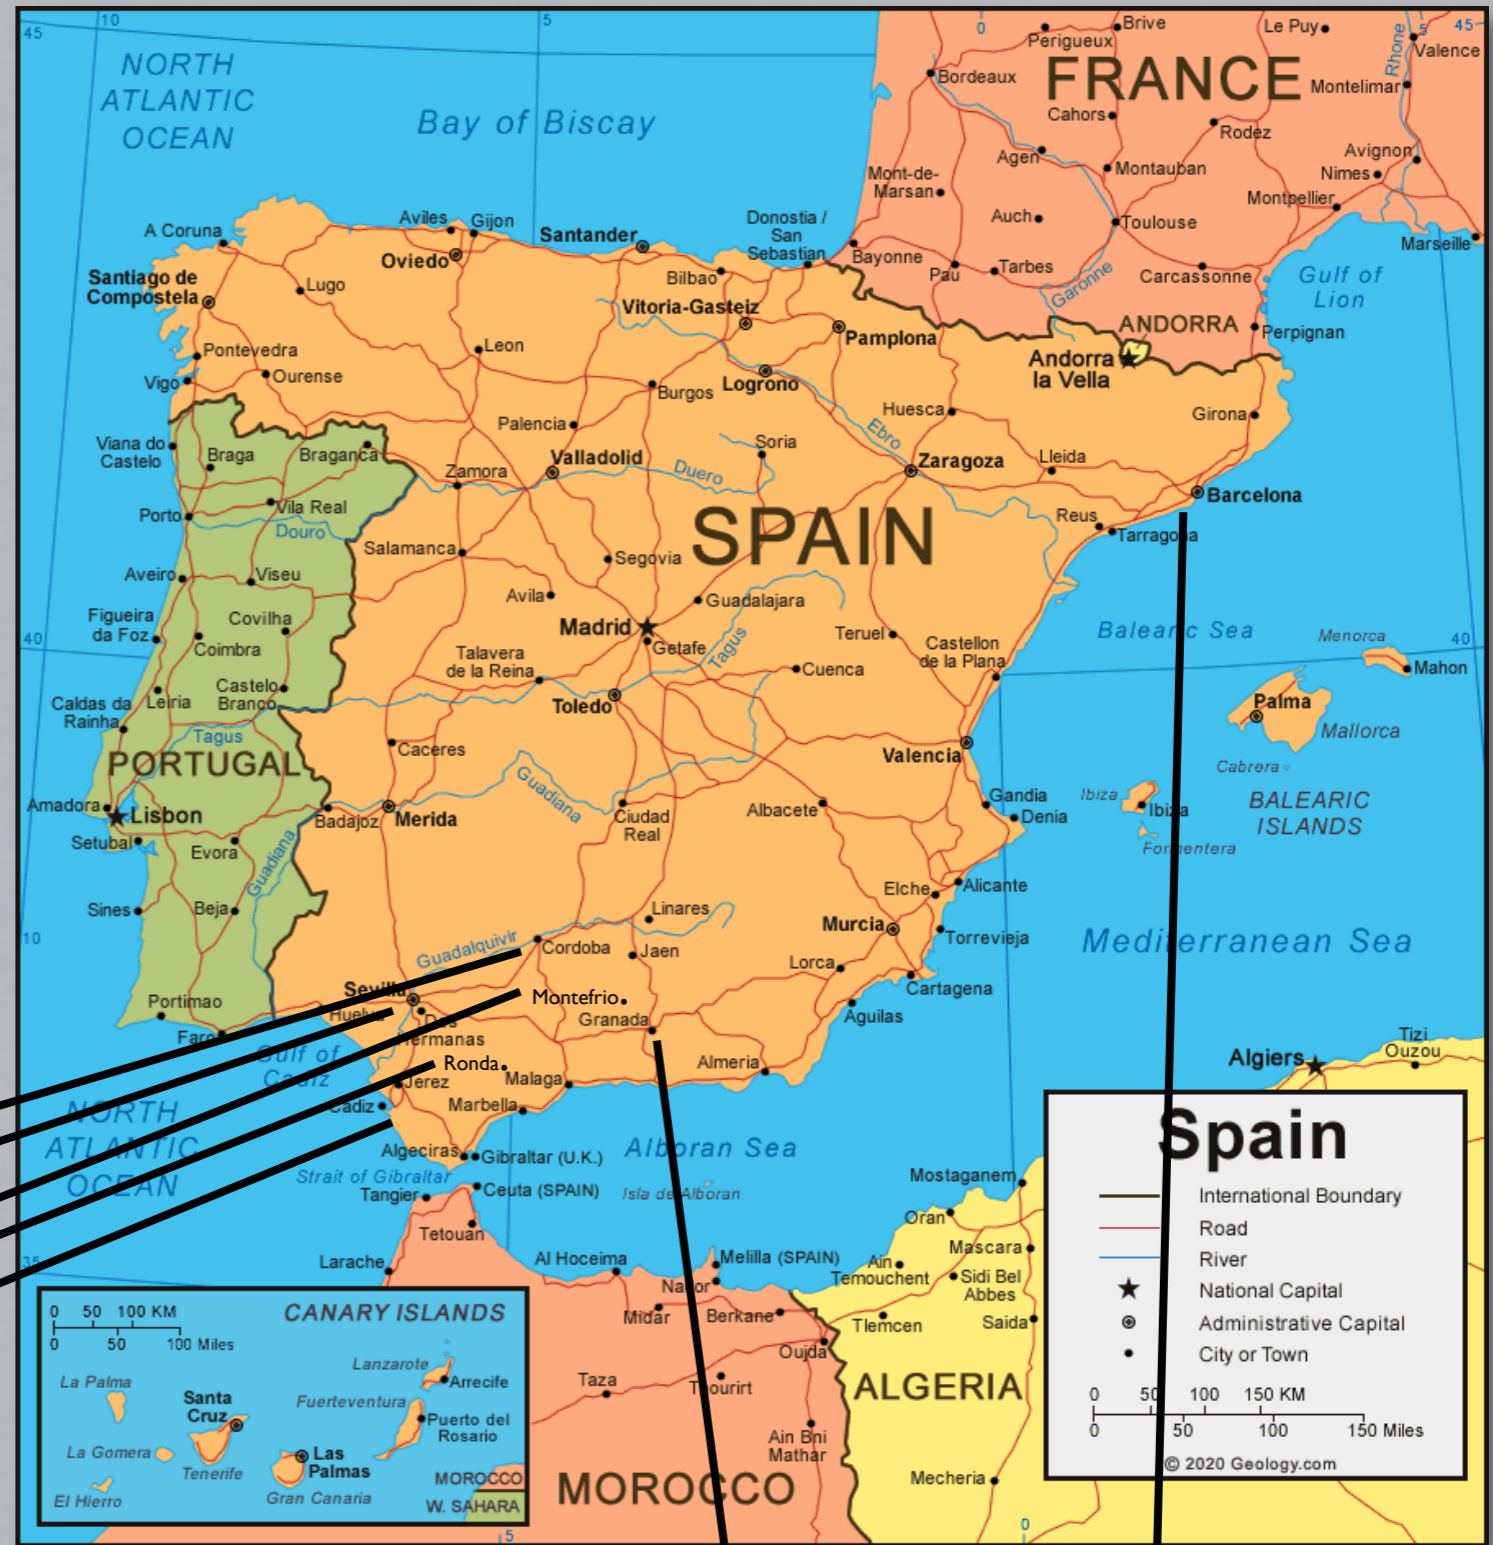 10
5
0
5
45
45
NORTH
ATLANTIC
OCEAN
Bay of Biscay
FRANCE
Perigueux
Brive
Le Puy
Rhone
Valence
Bordeaux
Montelimar
Cahors
Rodez
Agen
Montauban
Avignon
Nimes
Mont-de-
Marsan
Montpellier
Auch
Toulouse
Marseille
A Coruna
Aviles
Gijon
Santander
Donostia /
San
Sebastian
Bayonne
Oviedo
Bilbao
Pau
Tarbes
Garonne
Carcassonne
Gulf of
Lion
Santiago de
Compostela
Lugo
Vitoria-Gasteiz
Pamplona
ANDORRA
Perpignan
Pontevedra
Leon
Andorra
la Vella
Vigo
Ourense
Burgos
Logrono
Huesca
Girona
Palencia
Ebro
Viana do
Castelo
Braga
Braganca
Soria
Zamora
Valladolid
Duero
Zaragoza
Lleida
Barcelona
Porto
Vila Real
Douro
SPAIN
Reus
Tarragona
Salamanca
Segovia
Aveiro
Viseu
Avila
Guadalajara
Figueira
da Foz
Covilha
Coimbra
Madrid
Getafe
Tagus
Teruel
Castellon
de la Plana
Balearic Sea
Menorca
40
40
Mahon
Talavera
de la Reina
Cuenca
Caldas da
Rainha
Leiria
Castelo
Branco
Toledo
Palma
Mallorca
Tagus
Caceres
Valencia
Cabrera
PORTUGAL
Guadiana
Amadora
Lisbon
Badajoz
Merida
Ciudad
Real
Albacete
Gandia
Denia
Ibiza
Ibiza
BALEARIC
ISLANDS
Setubal
Evora
Guadiana
Formentera
Sines
Beja
Linares
Elche
Alicante
10
Guadalquivir
Cordoba
Jaen
Murcia
Torrevieja
Mediterranean Sea
Lorca
Cartagena
Sevilla
Montefrio
Portimao
Huelva
Dos
Hermanas
Granada
Aguilas
Faro
Gulf of
Cadiz
Ronda
Almeria
Algiers
Tizi
Ouzou
Jerez
Malaga
Cadiz
Marbella
NORTH
ATLANTIC
OCEAN
Alboran Sea
Algeciras
Gibraltar (U.K.)
Strait of Gibraltar
Tangier
Ceuta (SPAIN)
Isla de Alboran
Mostaganem
Tetouan
Oran
35
Larache
Al Hoceima
Melilla (SPAIN)
Nador
Ain
Temouchent
Mascara
Sidi Bel
Abbes
Midar
Berkane
Tlemcen
Saida
Oujda
Taza
Taourirt
ALGERIA
Ain Bni
Mathar
MOROCCO
Mecheria
5
0
Spain
International Boundary
Road
River
National Capital
Administrative Capital
City or Town
0 50 100 150 KM
0 50 100 150 Miles
© 2020 Geology.com
0 50 100 KM
0 50 100 Miles
CANARY ISLANDS
Lanzarote
Arrecife
La Palma
Santa
Cruz
Fuerteventura
Puerto del
Rosario
La Gomera
Tenerife
Las
Palmas
El Hierro
Gran Canaria
MOROCCO
W. SAHARA